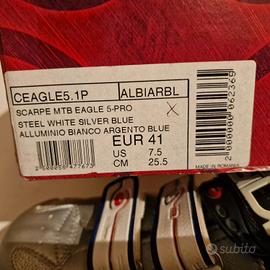 CEAGLE5.1P ALBIARBL
SCARPE MTB EAGLE 5-PRO X
STEEL WHITE SILVER BLUE
ALLUMINIO BIANCO ARGENTO BLUE
EUR 41
US 7.5
CM 25.5
MADE IN ROMANIA
subito